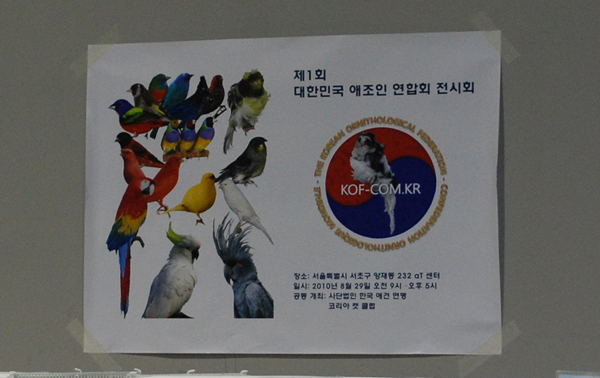 제1회
대한민국 애조인 연합회 전시회
THE KOREAN ORNITHOLOGICAL FEDERATION - CONFEDERATION ORNITHOLOGIQUE MONDIALE -
KOF-COM.KR
장소: 서울특별시 서초구 양재동 232 aT 센터
일시: 2010년 8월 29일 오전 9시 - 오후 5시
공동 개최: 사단법인 한국 애견 연맹
코리아 캣 클럽